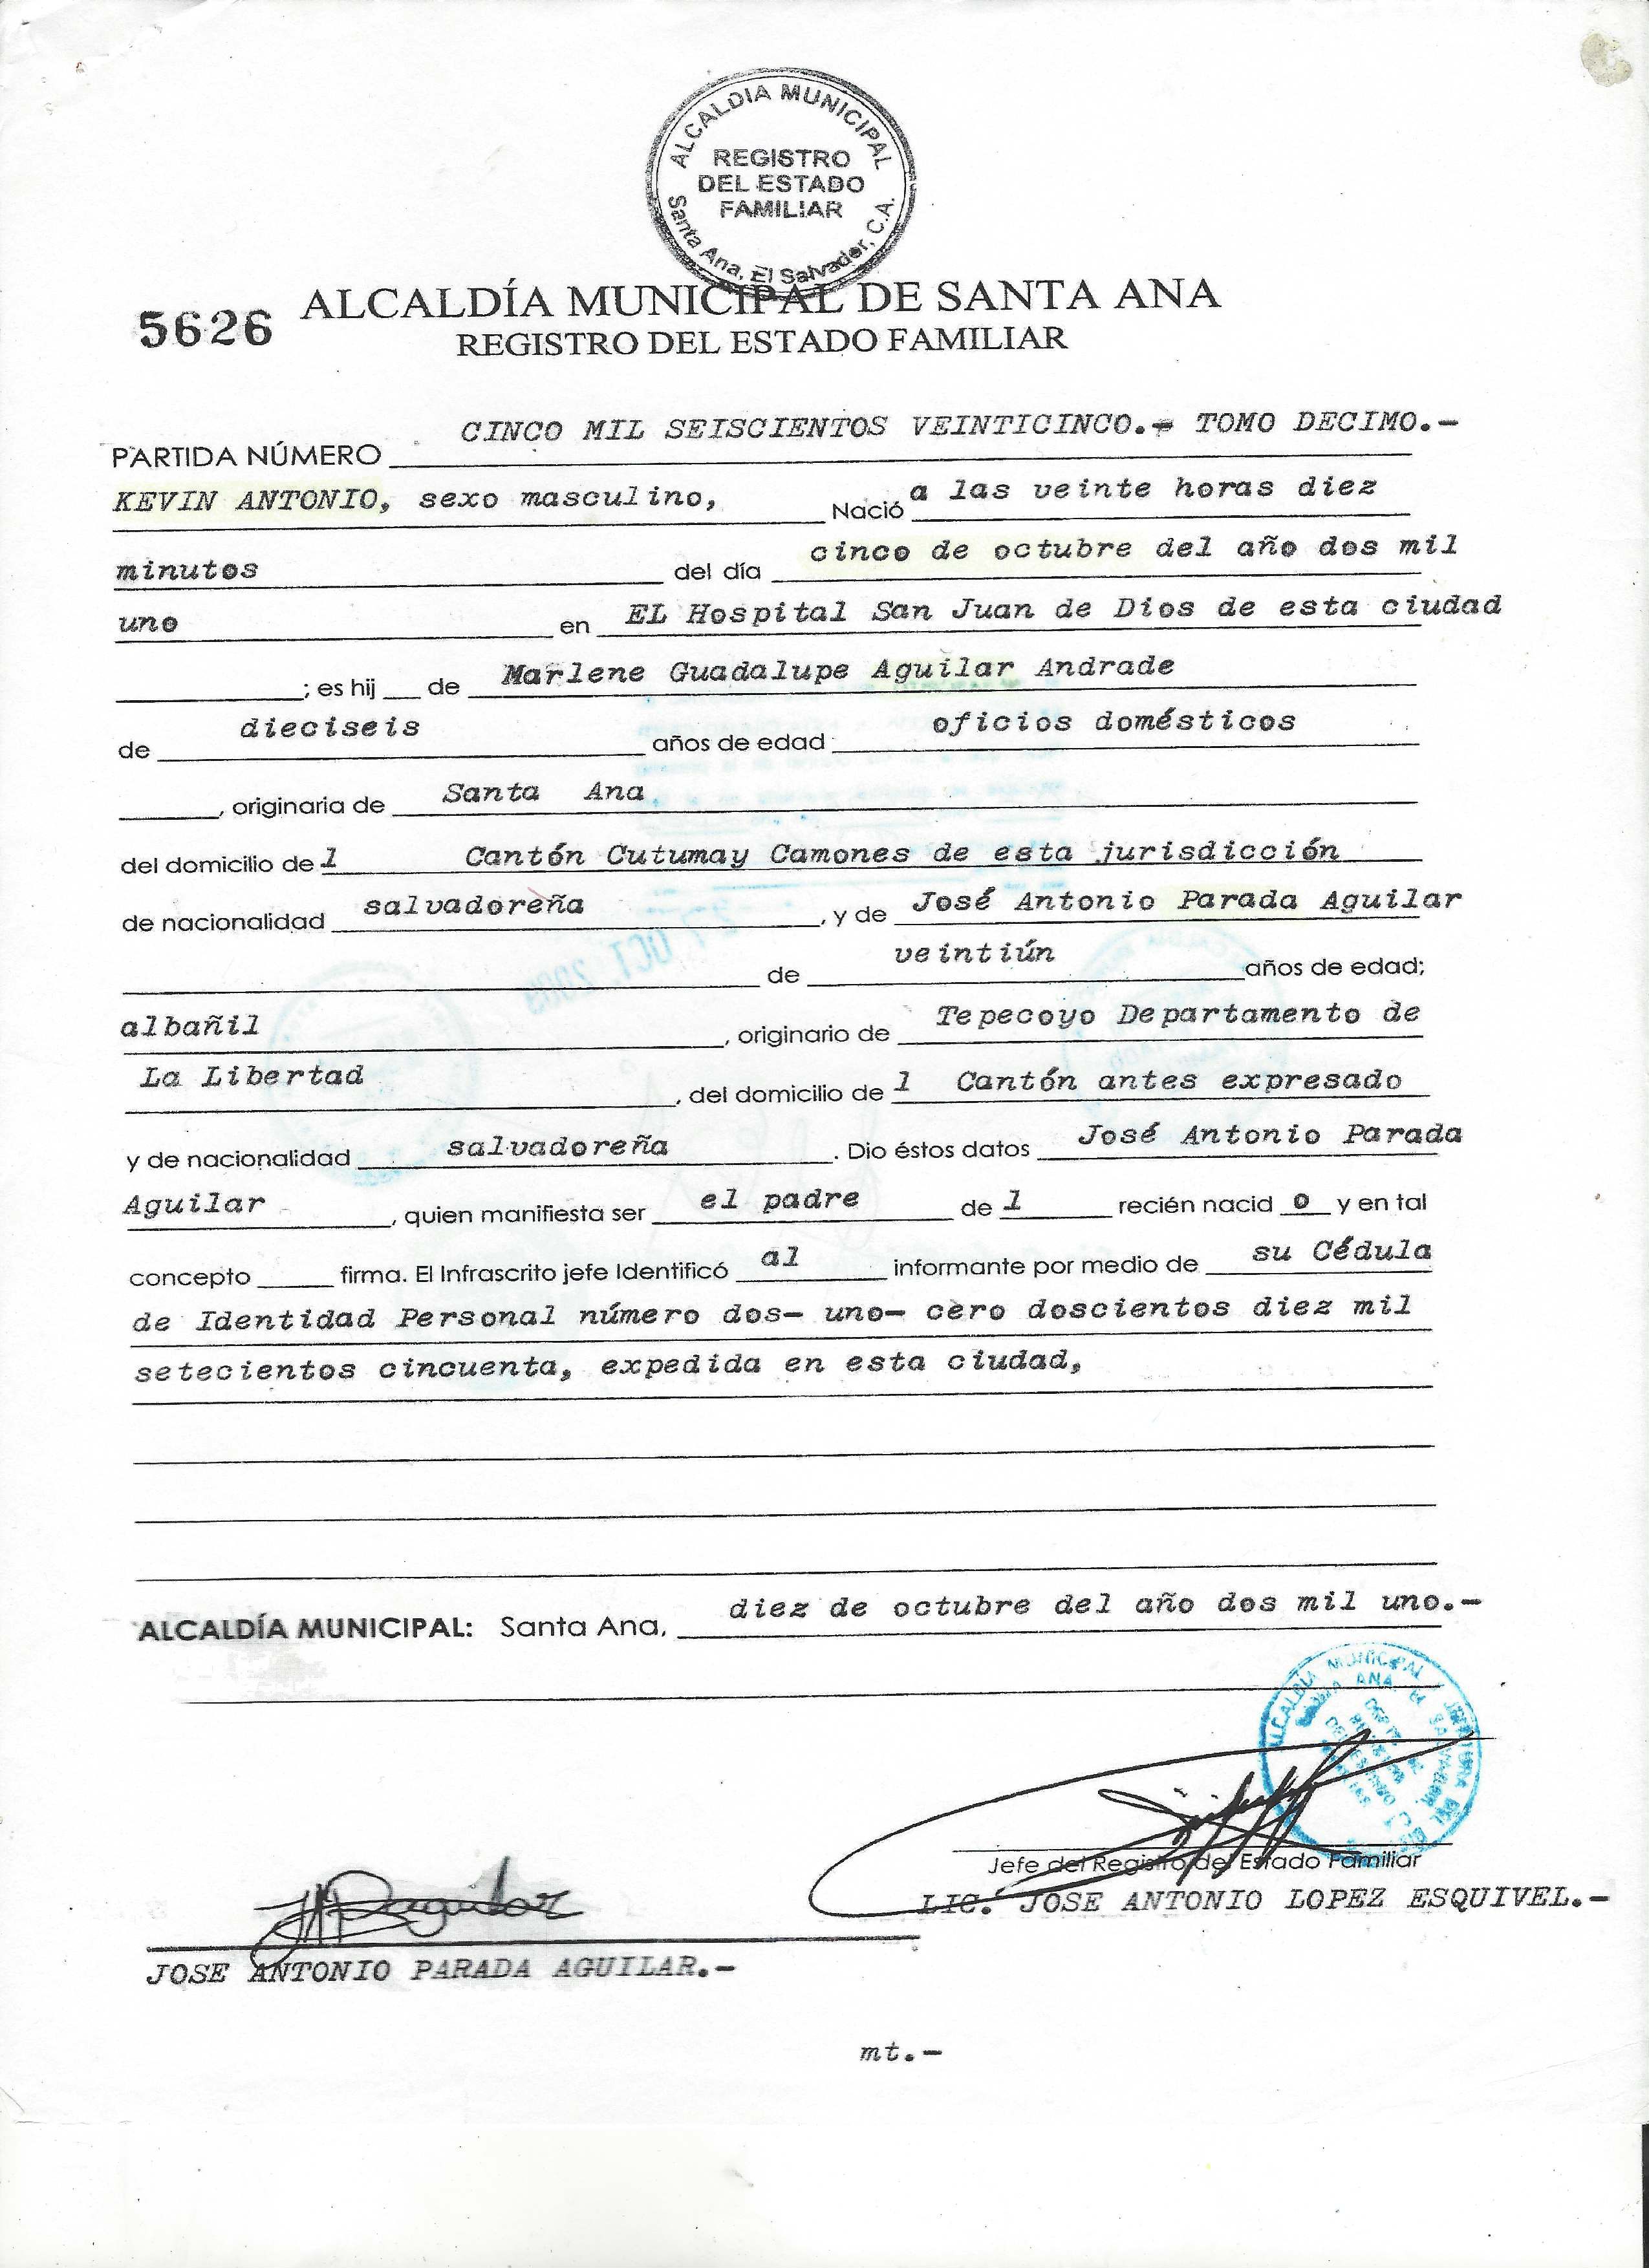 ALCALDIA MUNICIPAL
REGISTRO
DEL ESTADO
FAMILIAR
Santa Ana, El Salvador, C.A.
ALCALDÍA MUNICIPAL DE SANTA ANA
5626
REGISTRO DEL ESTADO FAMILIAR
CINCO MIL SEISCIENTOS VEINTICINCO.- TOMO DECIMO.-
PARTIDA NÚMERO
KEVIN ANTONIO, sexo masculino, Nació a las veinte horas diez
minutos del día cinco de octubre del año dos mil
uno en EL Hospital San Juan de Dios de esta ciudad
; es hij de Marlene Guadalupe Aguilar Andrade
de dieciseis años de edad oficios domésticos
, originaria de Santa Ana
del domicilio de l Cantón Cutumay Camones de esta jurisdicción
de nacionalidad salvadoreña , y de José Antonio Parada Aguilar
de veintiún años de edad;
albañil , originario de Tepecoyo Departamento de
La Libertad , del domicilio de l Cantón antes expresado
y de nacionalidad salvadoreña . Dio éstos datos José Antonio Parada
Aguilar , quien manifiesta ser el padre de l recién nacid o y en tal
concepto firma. El Infrascrito jefe Identificó al informante por medio de su Cédula
de Identidad Personal número dos- uno- cero doscientos diez mil
setecientos cincuenta, expedida en esta ciudad,
ALCALDÍA MUNICIPAL: Santa Ana, diez de octubre del año dos mil uno.-
ALCALDÍA MUNICIPAL
Jefe del Registro del Estado Familiar
LIC. JOSE ANTONIO LOPEZ ESQUIVEL.-
JOSE ANTONIO PARADA AGUILAR.-
mt.-